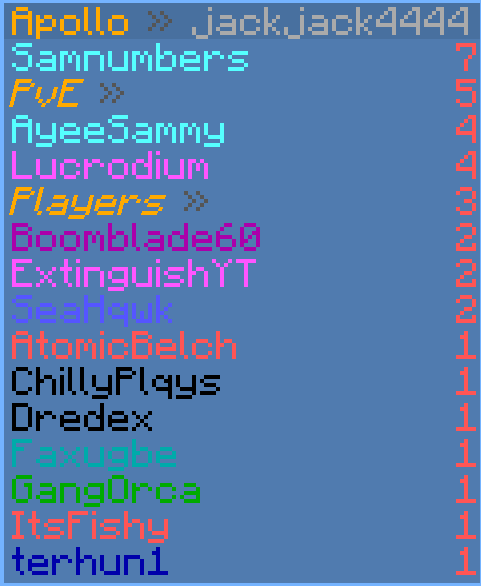 Apollo » jackjack4444
Samnumbers 7
PvE » 5
AyeeSammy 4
Lucrodium 4
Players » 3
Boomblade60 2
ExtinguishYT 2
SeaHqwk 2
AtomicBelch 1
ChillyPlqys 1
Dredex 1
Faxugbe 1
GangOrca 1
ItsFishy 1
terhun1 1